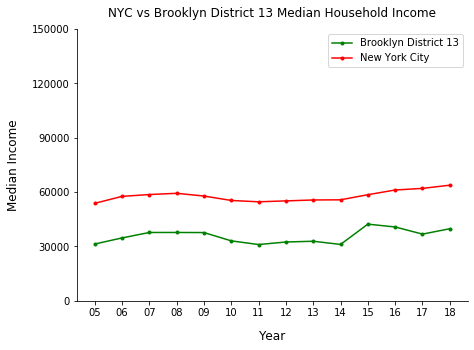 NYC vs Brooklyn District 13 Median Household Income
150000
120000
90000
60000
30000
0
Median Income
Brooklyn District 13
New York City
05 06 07 08 09 10 11 12 13 14 15 16 17 18
Year